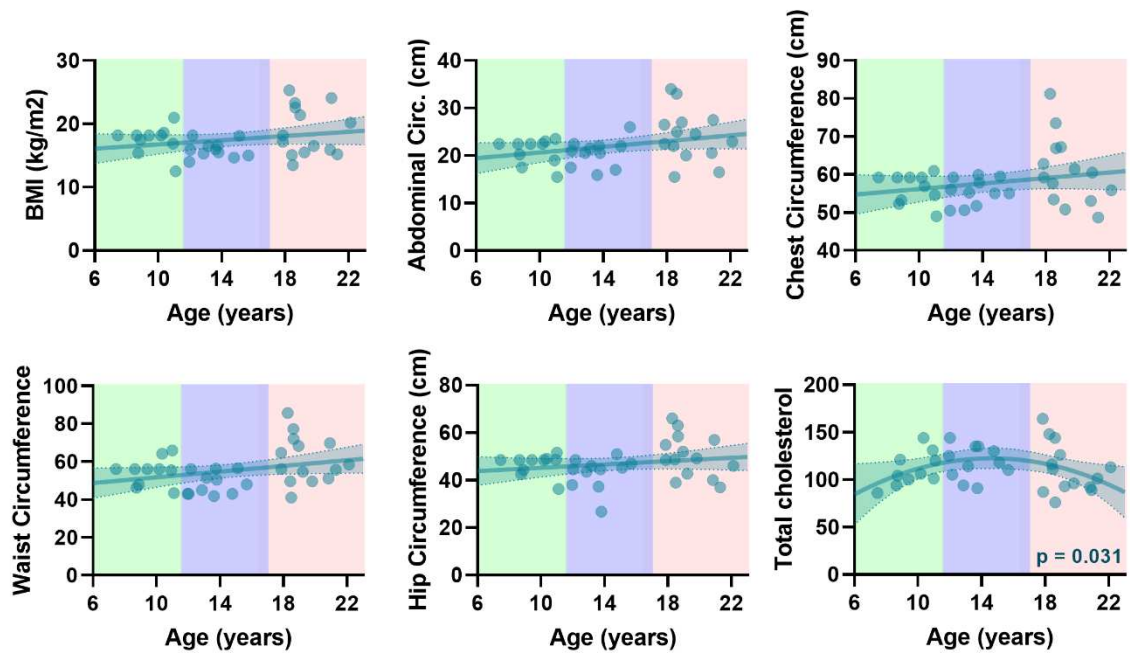 BMI (kg/m2)
30
20
10
0
6 10 14 18 22
Age (years)
Abdominal Circ. (cm)
40
30
20
10
0
6 10 14 18 22
Age (years)
Chest Circumference (cm)
90
80
70
60
50
40
6 10 14 18 22
Age (years)
Waist Circumference
100
80
60
40
20
0
6 10 14 18 22
Age (years)
Hip Circumference (cm)
80
60
40
20
0
6 10 14 18 22
Age (years)
Total cholesterol
200
150
100
50
0
p = 0.031
6 10 14 18 22
Age (years)